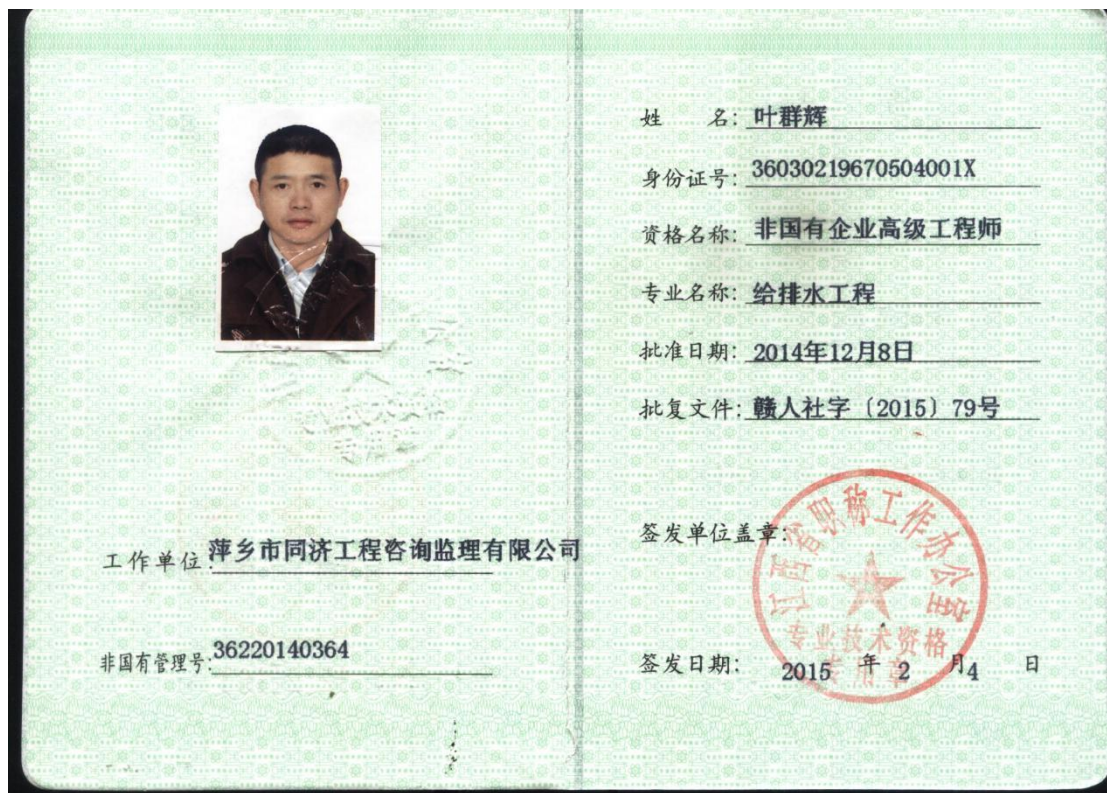 工作单位:萍乡市同济工程咨询监理有限公司
非国有管理号:36220140364
姓 名:叶群辉
身份证号:36030219670504001X
资格名称:非国有企业高级工程师
专业名称:给排水工程
批准日期:2014年12月8日
批复文件:赣人社字〔2015〕79号
签发单位盖章:
江西省职称工作办公室
专业技术资格
专用章
签发日期: 2015 年 2 月4 日